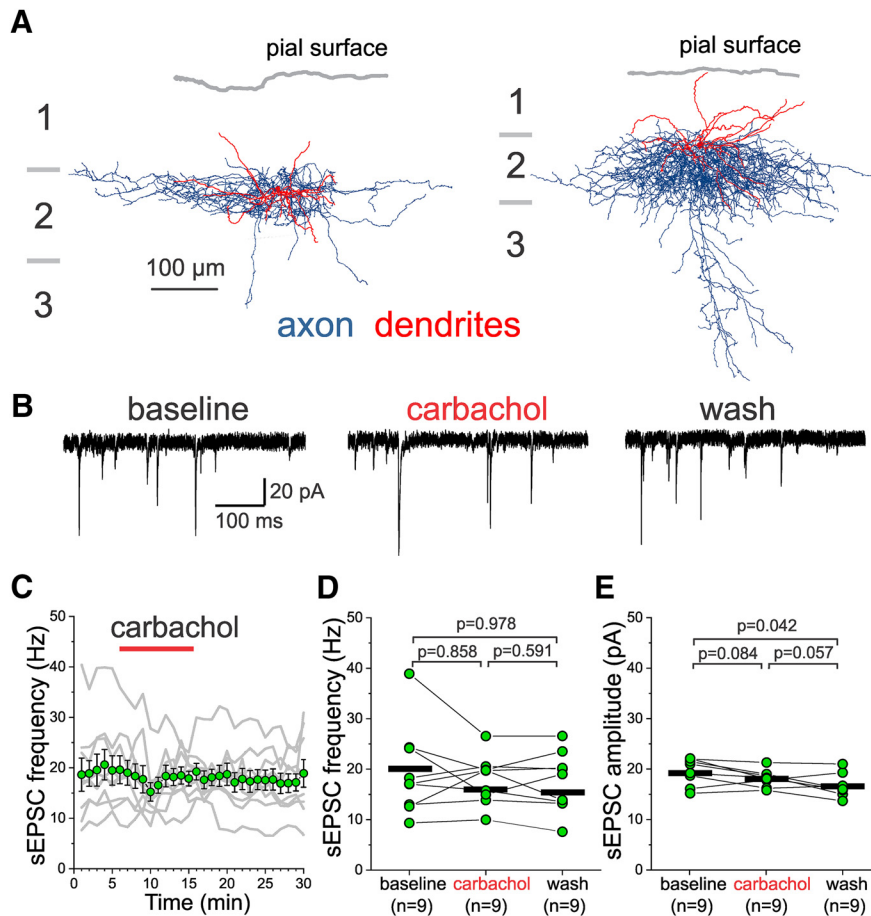 A
pial surface
pial surface
1
2
3
1
2
3
100 µm
axon dendrites
B
baseline
carbachol
wash
20 pA
100 ms
C
sEPSC frequency (Hz)
50
40
30
20
10
0
carbachol
0 5 10 15 20 25 30
Time (min)
D
sEPSC frequency (Hz)
50
40
30
20
10
0
p=0.978
p=0.858 p=0.591
baseline carbachol wash
(n=9) (n=9) (n=9)
E
sEPSC amplitude (pA)
50
40
30
20
10
0
p=0.042
p=0.084 p=0.057
baseline carbachol wash
(n=9) (n=9) (n=9)